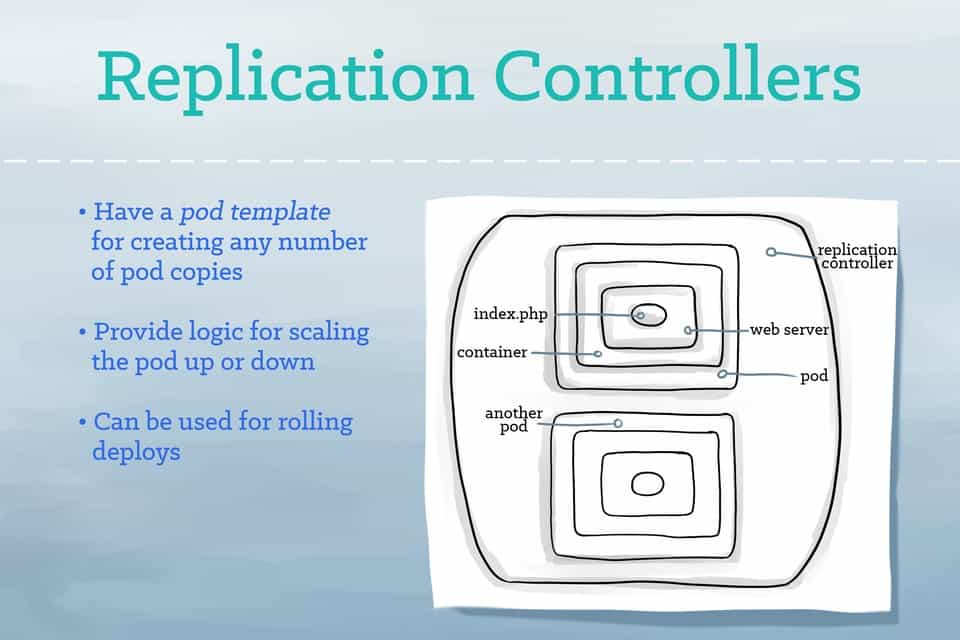 Replication Controllers
• Have a pod template
for creating any number
of pod copies
• Provide logic for scaling
the pod up or down
• Can be used for rolling
deploys
replication
controller
index.php
web server
container
pod
another
pod